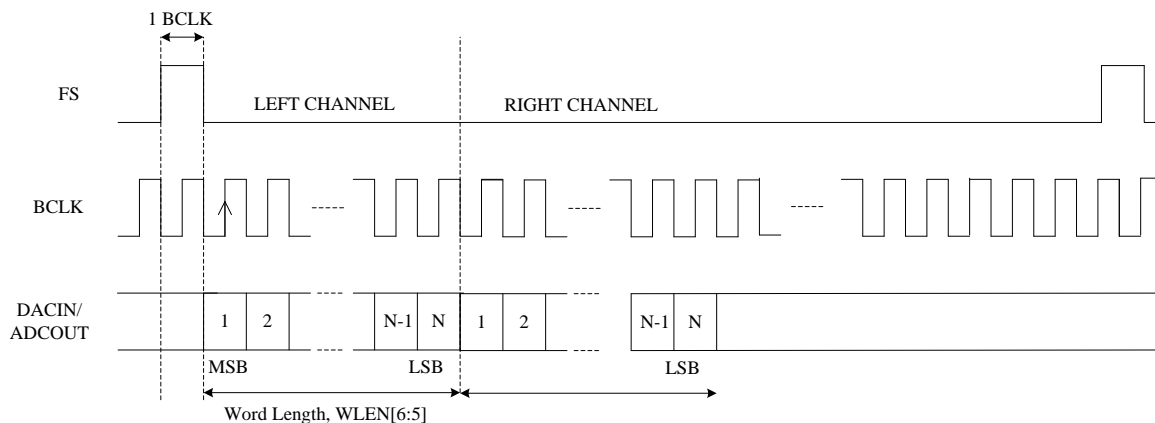 1 BCLK
FS
LEFT CHANNEL
RIGHT CHANNEL
BCLK
DACIN/
ADCOUT
1
2
N-1
N
1
2
N-1
N
MSB
LSB
LSB
Word Length, WLEN[6:5]